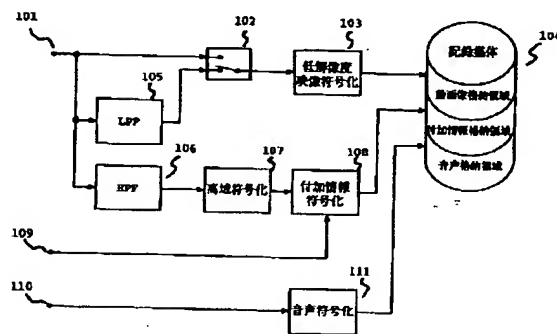 101
102
103
104
低解像度
映像符号化
記録媒体
動画像格納領域
付加情報格納領域
音声格納領域
105
LPF
106
HPF
107
高域符号化
108
付加情報
符号化
109
110
111
音声符号化